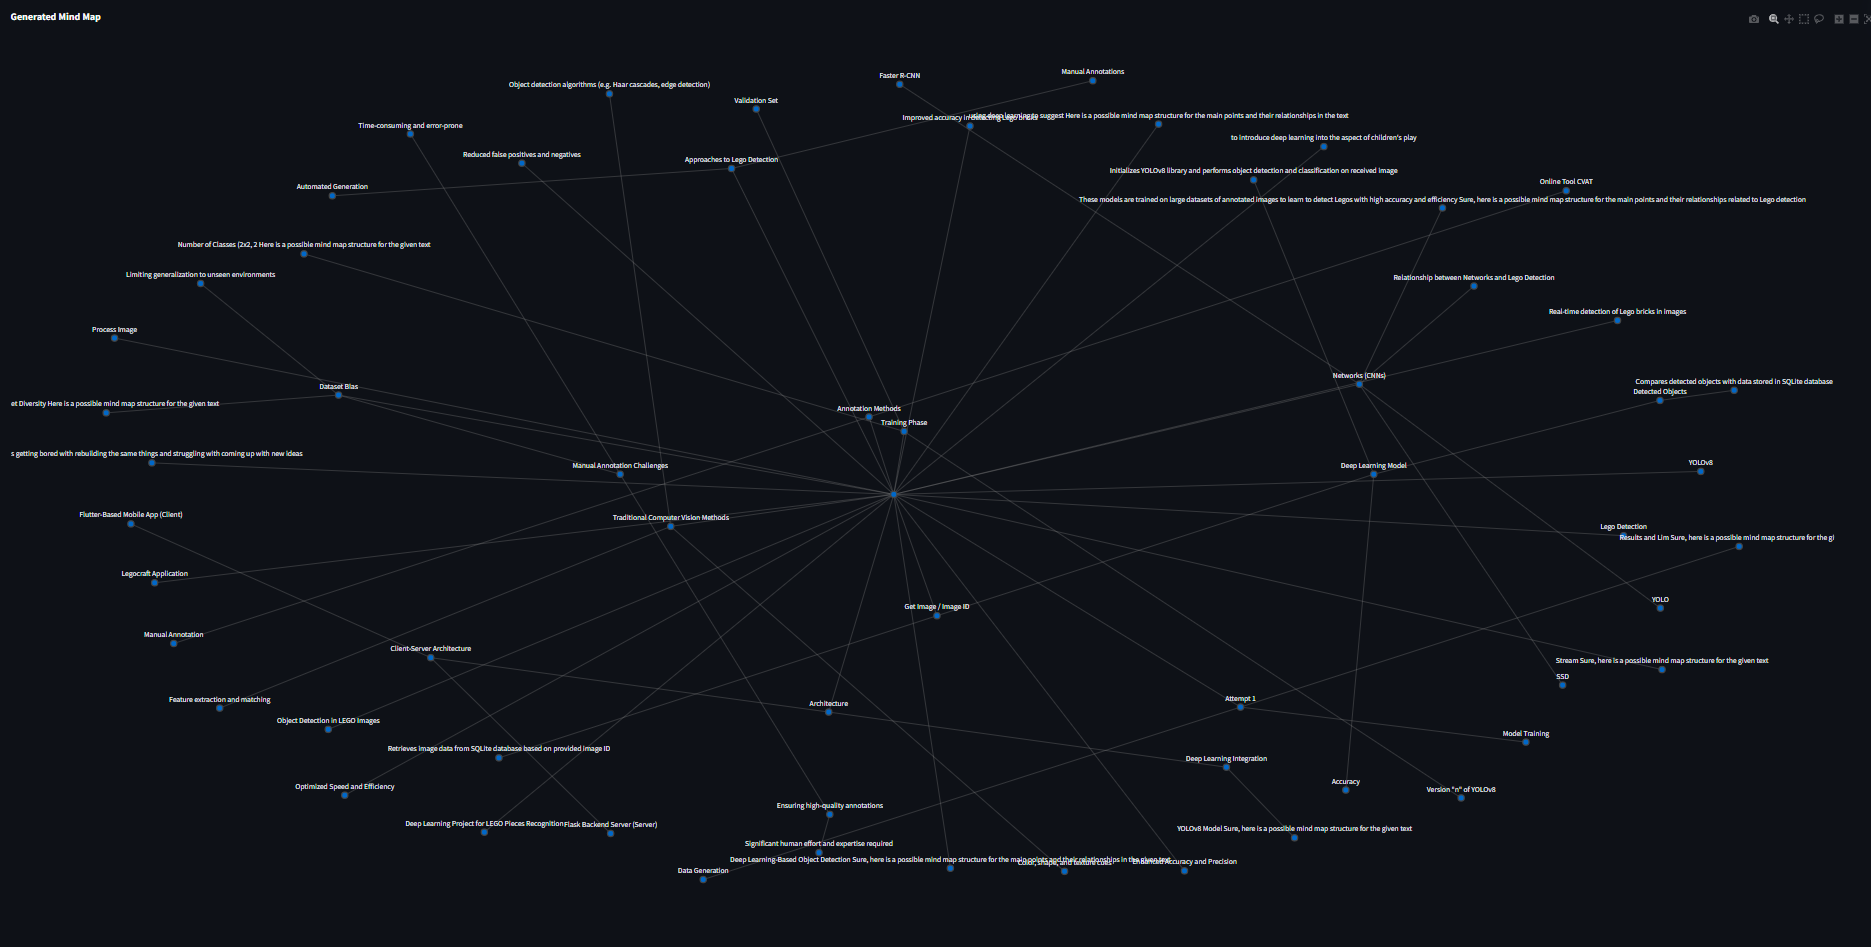 Generated Mind Map
Faster R-CNN
Manual Annotations
Object detection algorithms (e.g. Haar cascades, edge detection)
Validation Set
Time-consuming and error-prone
Improved accuracy in detecting Lego bricks
using deep learning to suggest Here is a possible mind map structure for the main points and their relationships in the text
to introduce deep learning into the aspect of children's play
Reduced false positives and negatives
Approaches to Lego Detection
Initializes YOLOv8 library and performs object detection and classification on received image
Automated Generation
Online Tool CVAT
These models are trained on large datasets of annotated images to learn to detect Legos with high accuracy and efficiency Sure, here is a possible mind map structure for the main points and their relationships related to Lego detection
Number of Classes (2x2, 2 Here is a possible mind map structure for the given text
Limiting generalization to unseen environments
Relationship between Networks and Lego Detection
Real-time detection of Lego bricks in images
Process Image
Networks (CNNs)
Dataset Bias
Compares detected objects with data stored in SQLite database
Detected Objects
et Diversity Here is a possible mind map structure for the given text
Annotation Methods
Training Phase
s getting bored with rebuilding the same things and struggling with coming up with new ideas
Manual Annotation Challenges
Deep Learning Model
YOLOv8
Flutter-Based Mobile App (Client)
Traditional Computer Vision Methods
Lego Detection
Results and Lim Sure, here is a possible mind map structure for the gi
Legocraft Application
Get Image / Image ID
YOLO
Manual Annotation
Client-Server Architecture
Stream Sure, here is a possible mind map structure for the given text
SSD
Feature extraction and matching
Architecture
Attempt 1
Object Detection in LEGO Images
Model Training
Retrieves image data from SQLite database based on provided image ID
Deep Learning Integration
Optimized Speed and Efficiency
Accuracy
Version "n" of YOLOv8
Ensuring high-quality annotations
Deep Learning Project for LEGO Pieces Recognition
Flask Backend Server (Server)
YOLOv8 Model Sure, here is a possible mind map structure for the given text
Significant human effort and expertise required
Deep Learning-Based Object Detection Sure, here is a possible mind map structure for the main points and their relationships in the given text
Color, shape, and texture cues
Enhanced Accuracy and Precision
Data Generation